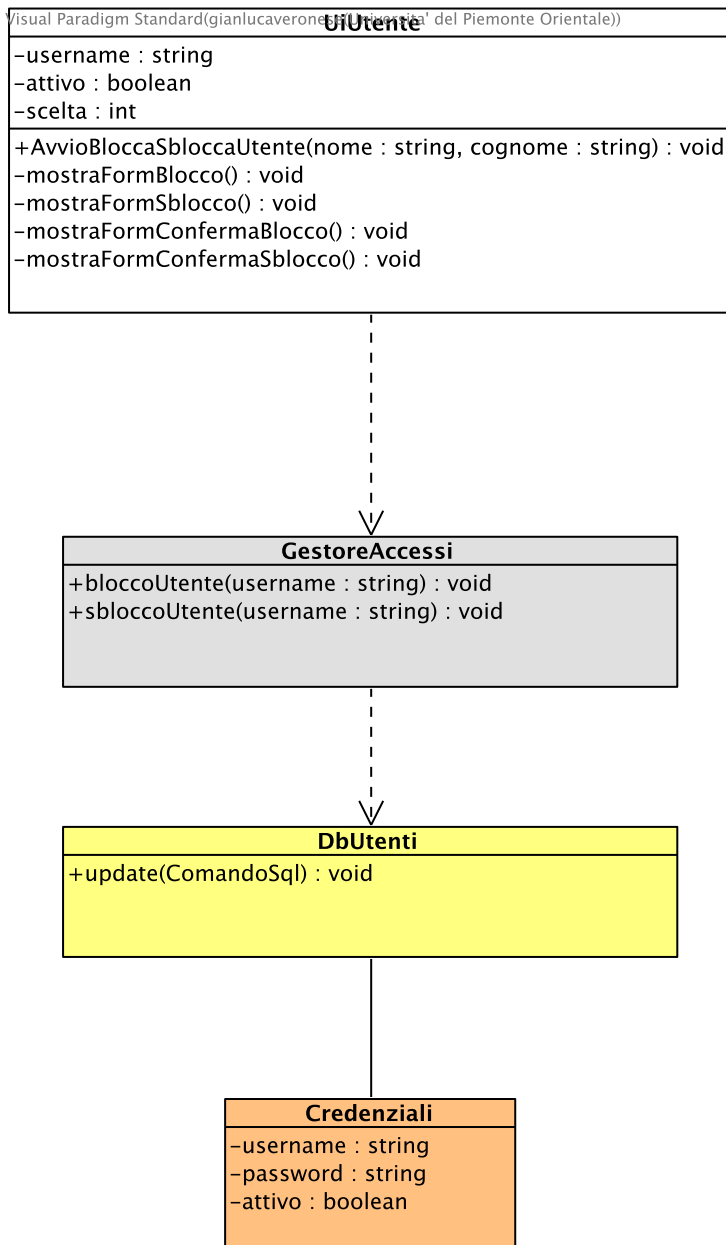 Visual Paradigm Standard(gianlucaveronese(Universita' del Piemonte Orientale))
UIUtente
-username : string
-attivo : boolean
-scelta : int
+AvvioBloccaSbloccaUtente(nome : string, cognome : string) : void
-mostraFormBlocco() : void
-mostraFormSblocco() : void
-mostraFormConfermaBlocco() : void
-mostraFormConfermaSblocco() : void
GestoreAccessi
+bloccoUtente(username : string) : void
+sbloccoUtente(username : string) : void
DbUtenti
+update(ComandoSql) : void
Credenziali
-username : string
-password : string
-attivo : boolean